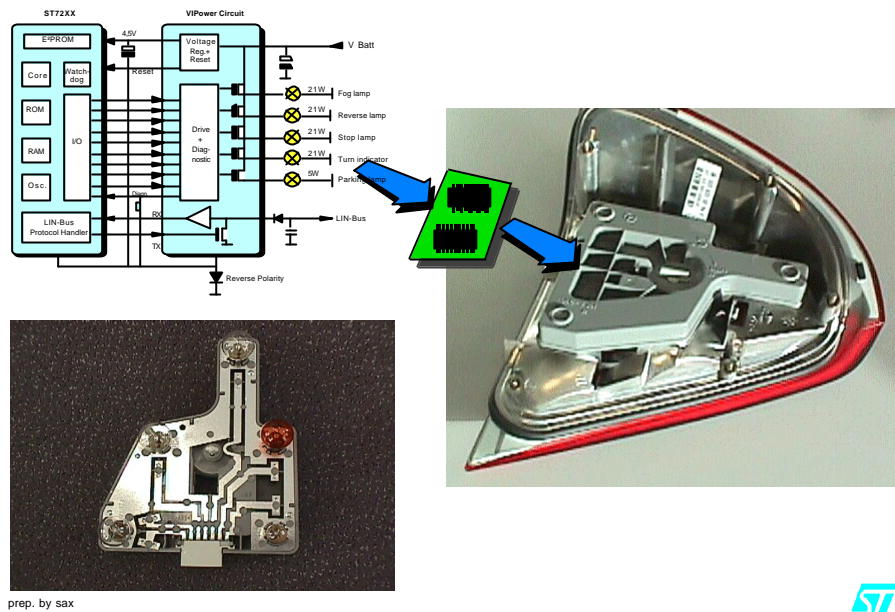 ST72XX
VIPower Circuit
E²PROM
4,5V
Voltage
Reg.+
Reset
V Batt
Core
Watch-
dog
Reset
21W
Fog lamp
ROM
I/O
21W
Reverse lamp
Drive
+
Diag-
nostic
21W
Stop lamp
RAM
21W
Turn indicator
5W
Parking lamp
Osc.
Diagn
LIN-Bus
Protocol Handler
RX
TX
LIN-Bus
Reverse Polarity
prep. by sax
ST